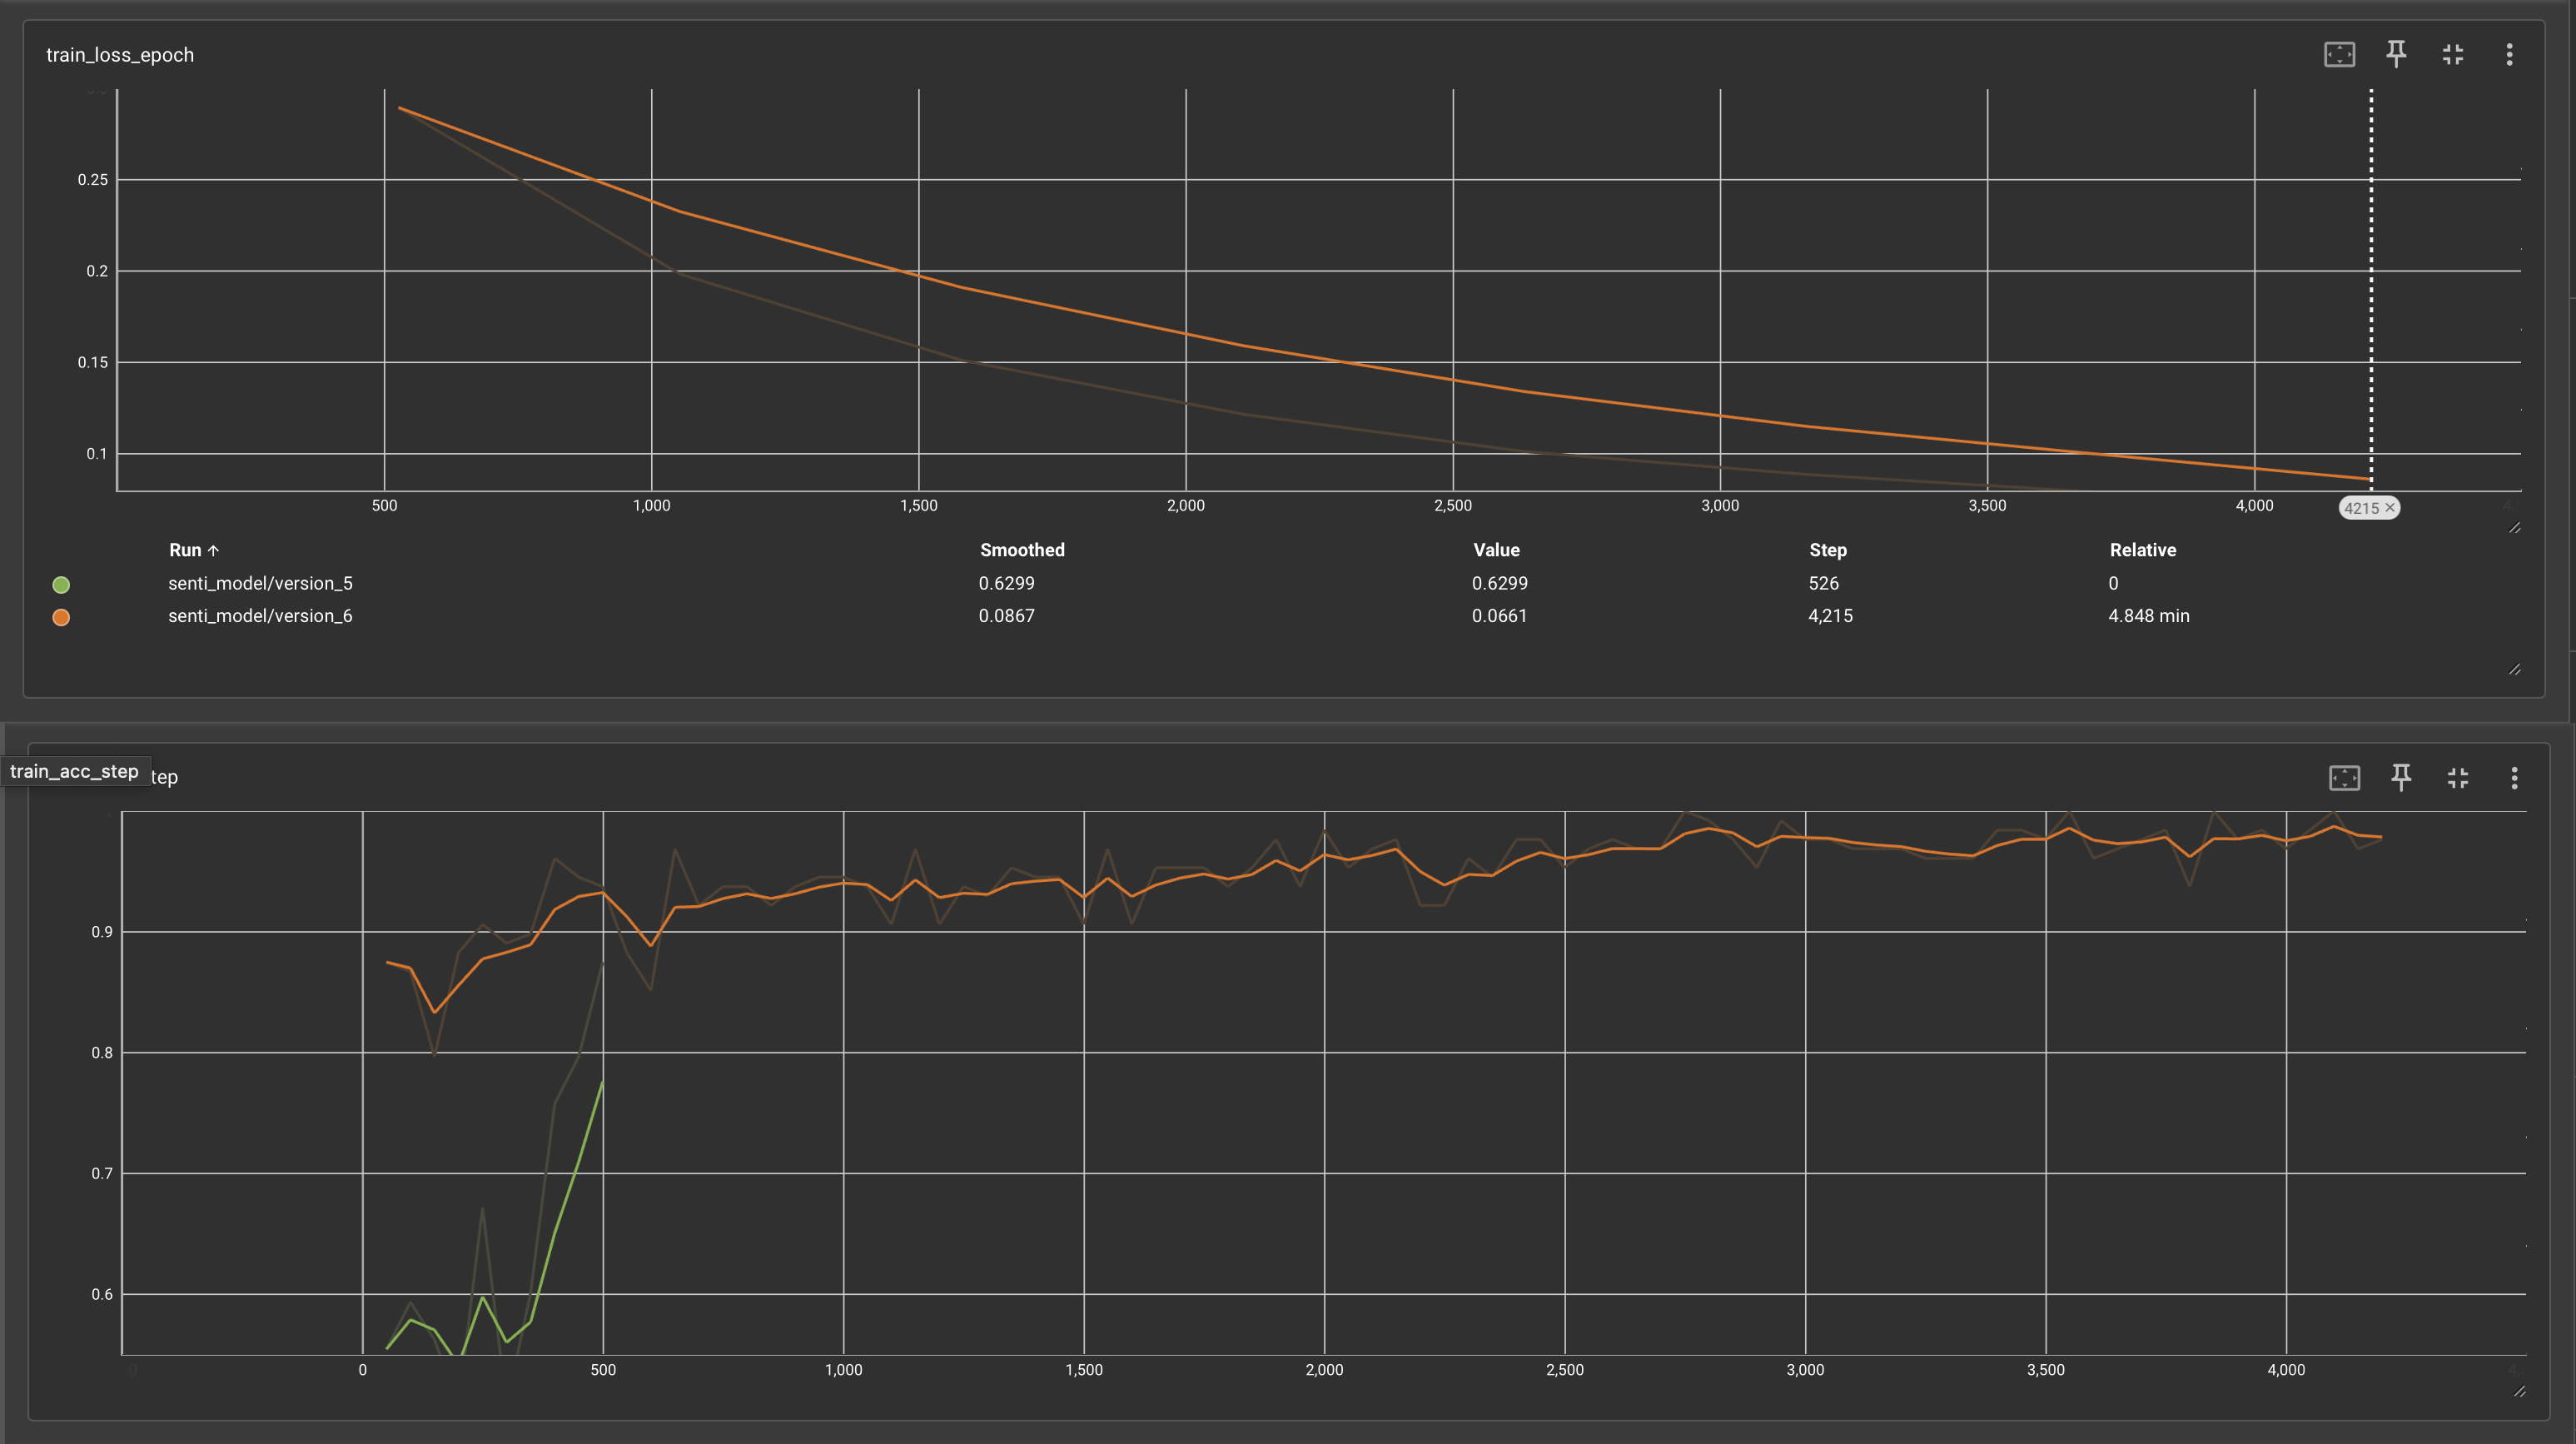 train_loss_epoch
0.25
0.2
0.15
0.1
500 1,000 1,500 2,000 2,500 3,000 3,500 4,000 4215 ×
Run ↑ Smoothed Value Step Relative
senti_model/version_5 0.6299 0.6299 526 0
senti_model/version_6 0.0867 0.0661 4,215 4.848 min
train_acc_step tep
0.9
0.8
0.7
0.6
0 500 1,000 1,500 2,000 2,500 3,000 3,500 4,000